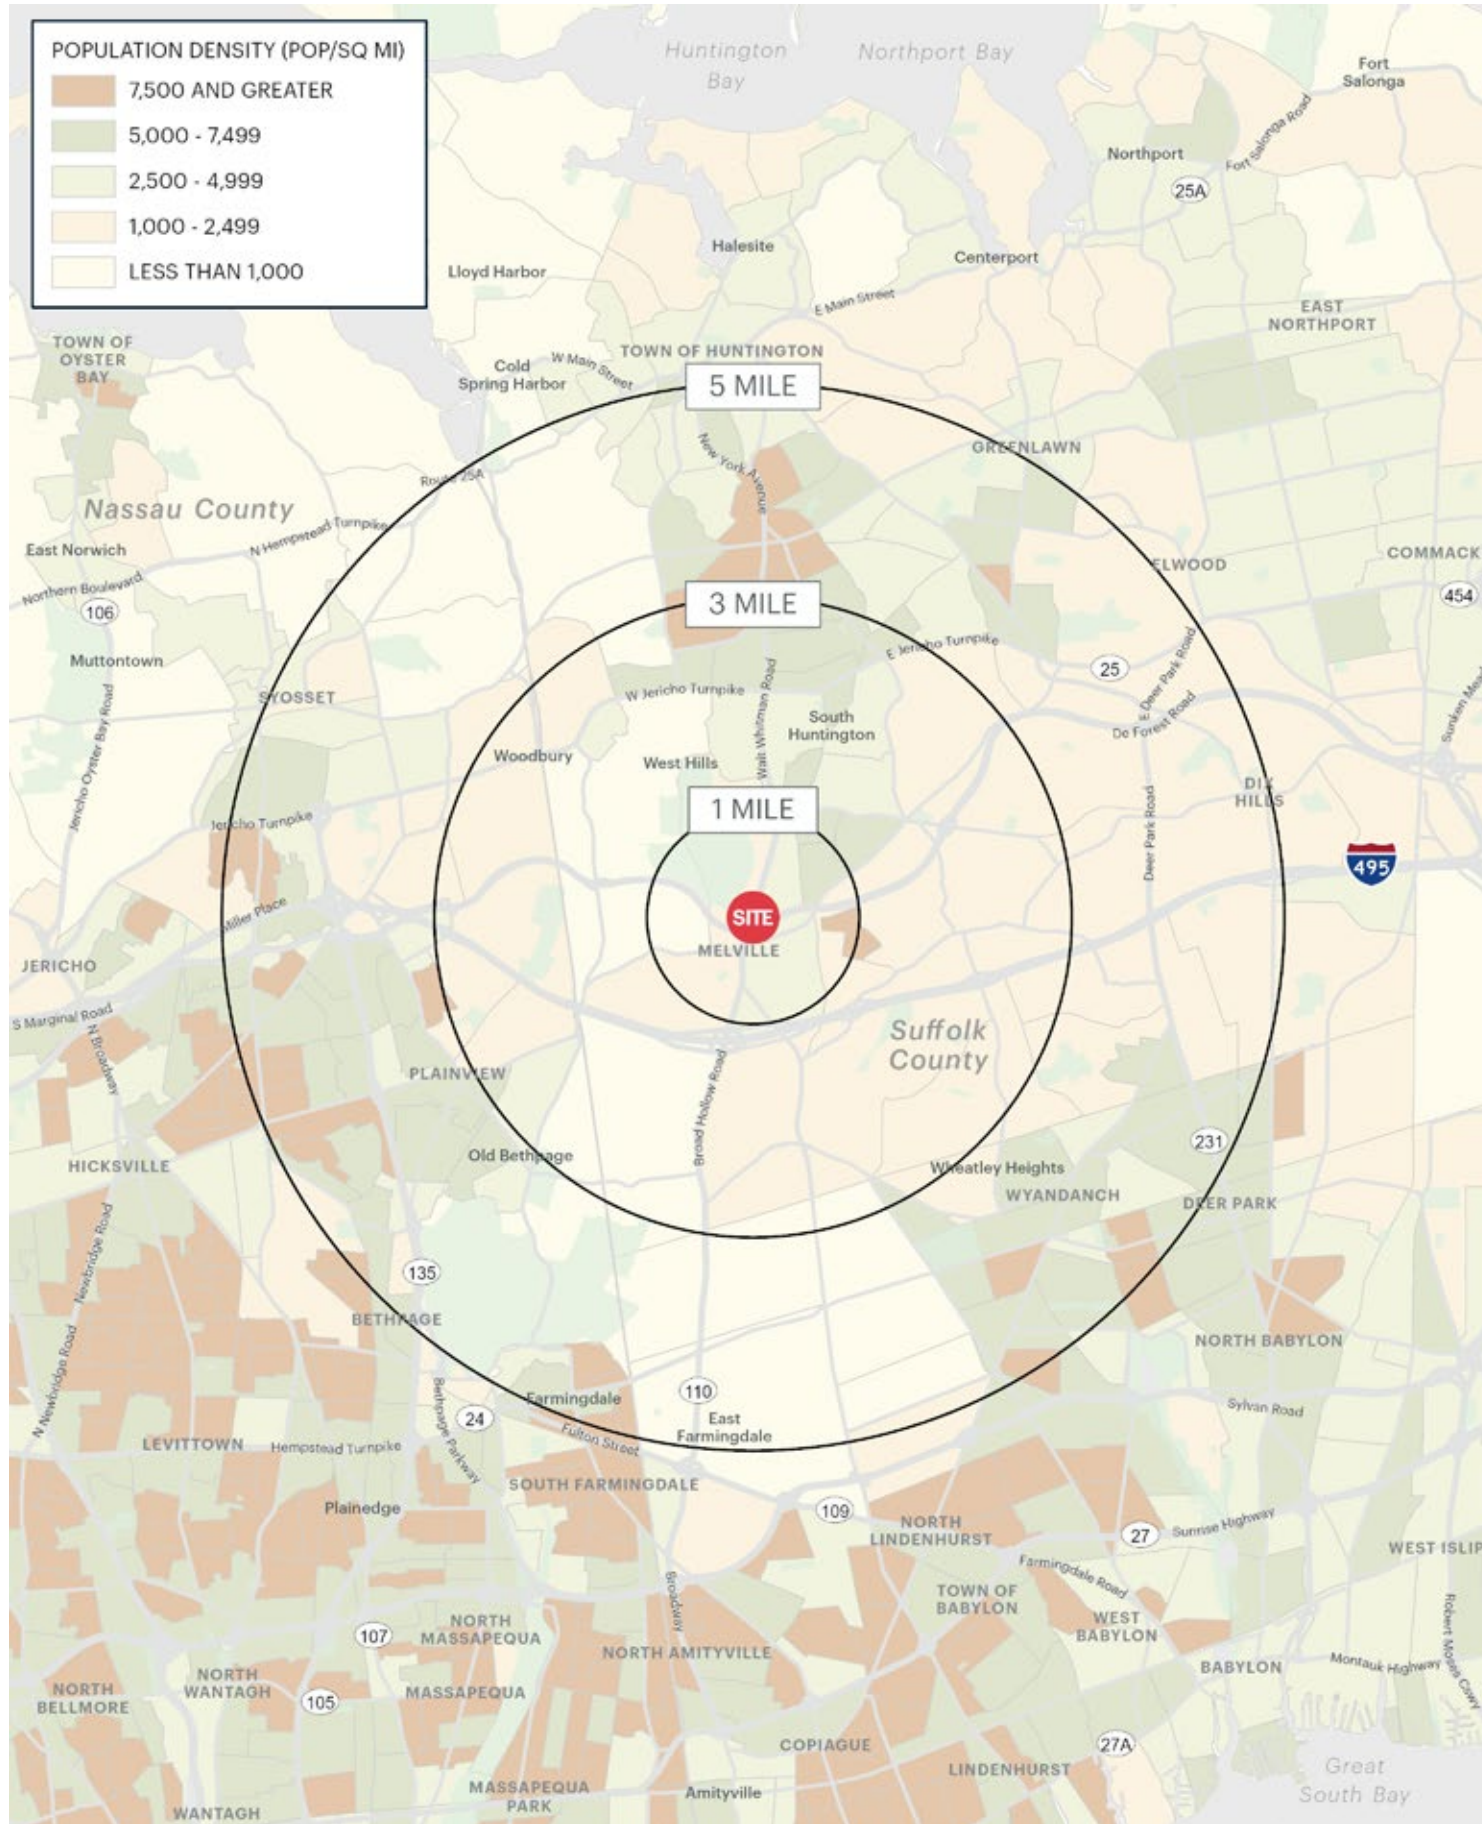 POPULATION DENSITY (POP/SQ MI)
7,500 AND GREATER
5,000 - 7,499
2,500 - 4,999
1,000 - 2,499
LESS THAN 1,000
Huntington
Bay
Northport Bay
Fort
Salonga
Northport
Fort Salonga Road
25A
Halesite
Centerport
Lloyd Harbor
E Main Street
EAST
NORTHPORT
TOWN OF
OYSTER
BAY
Cold
Spring Harbor
W Main Street
TOWN OF HUNTINGTON
5 MILE
New York Avenue
GREENLAWN
Route 25A
Nassau County
N Hempstead Turnpike
East Norwich
Northern Boulevard
106
ELWOOD
COMMACK
454
3 MILE
Muttontown
E Jericho Turnpike
25
E Deer Park Road
SYOSSET
W Jericho Turnpike
Walt Whitman Road
South
Huntington
De Forest Road
Jericho Oyster Bay Road
Woodbury
West Hills
DIX
HILLS
1 MILE
Jericho Turnpike
Deer Park Road
495
Miller Place
SITE
MELVILLE
JERICHO
S Marginal Road
N Broadway
Suffolk
County
PLAINVIEW
Broad Hollow Road
Old Bethpage
231
HICKSVILLE
Wheatley Heights
WYANDANCH
DEER PARK
Newbridge Road
135
BETHPAGE
N Newbridge Road
NORTH BABYLON
Farmingdale
110
Bethpage Parkway
24
East
Farmingdale
Sylvan Road
Fulton Street
LEVITTOWN
Hempstead Turnpike
SOUTH FARMINGDALE
Plainedge
109
NORTH
LINDENHURST
27
Sunrise Highway
WEST ISLIP
Farmingdale Road
Broadway
TOWN OF
BABYLON
WEST
BABYLON
Robert Moses Cswy
107
NORTH
MASSAPEQUA
NORTH AMITYVILLE
BABYLON
Montauk Highway
NORTH
BELLMORE
NORTH
WANTAGH
105
MASSAPEQUA
COPIAGUE
27A
LINDENHURST
Great
South Bay
MASSAPEQUA
PARK
Amityville
WANTAGH